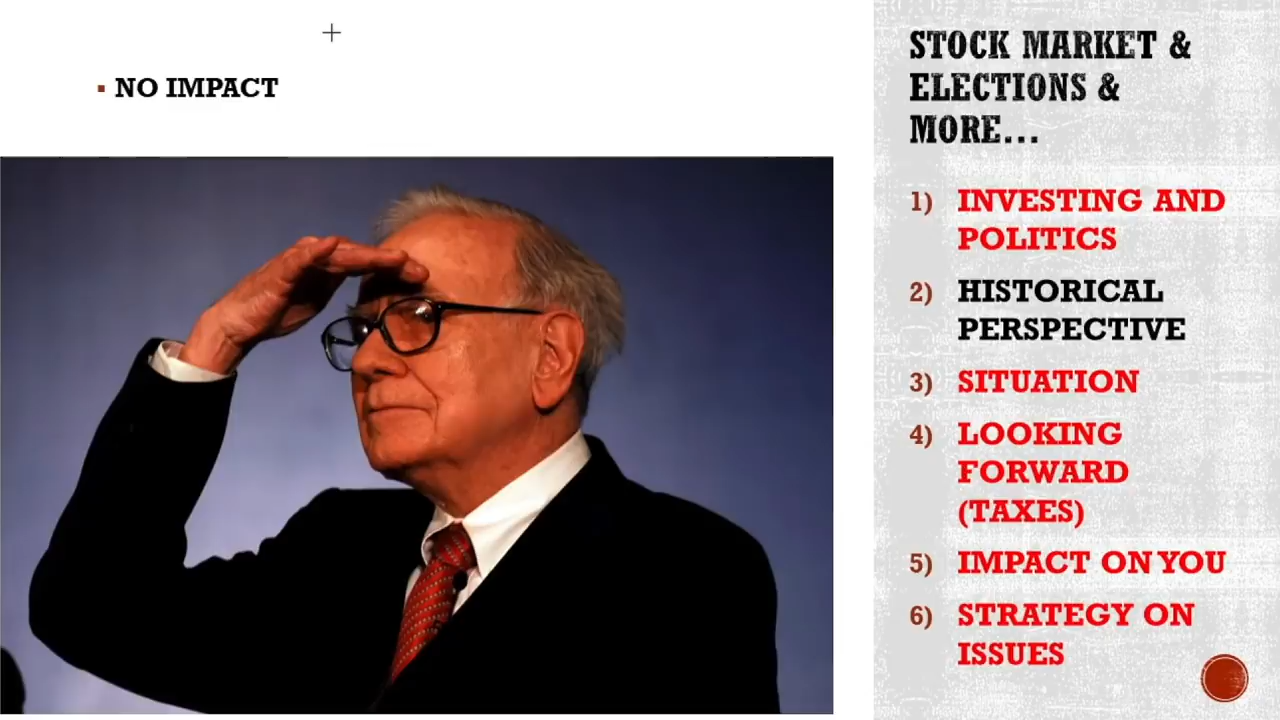 ▪ NO IMPACT
STOCK MARKET &
ELECTIONS &
MORE...
1) INVESTING AND
POLITICS
2) HISTORICAL
PERSPECTIVE
3) SITUATION
4) LOOKING
FORWARD
(TAXES)
5) IMPACT ON YOU
6) STRATEGY ON
ISSUES